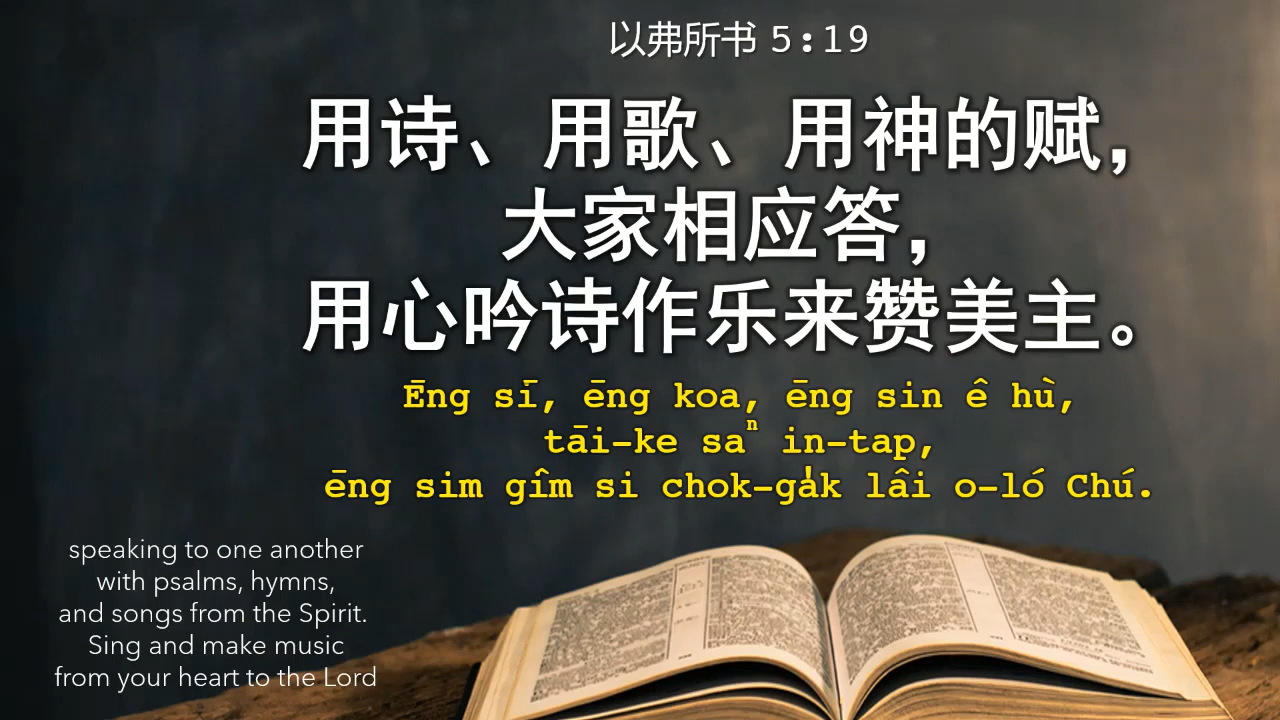 以弗所书 5:19
用诗、用歌、用神的赋,
大家相应答,
用心吟诗作乐来赞美主。
Ēng sī, ēng koa, ēng sin ê hù,
tāi-ke saⁿ in-tap,
ēng sim gîm si chok-ga̍k lâi o-ló Chú.
speaking to one another
with psalms, hymns,
and songs from the Spirit.
Sing and make music
from your heart to the Lord